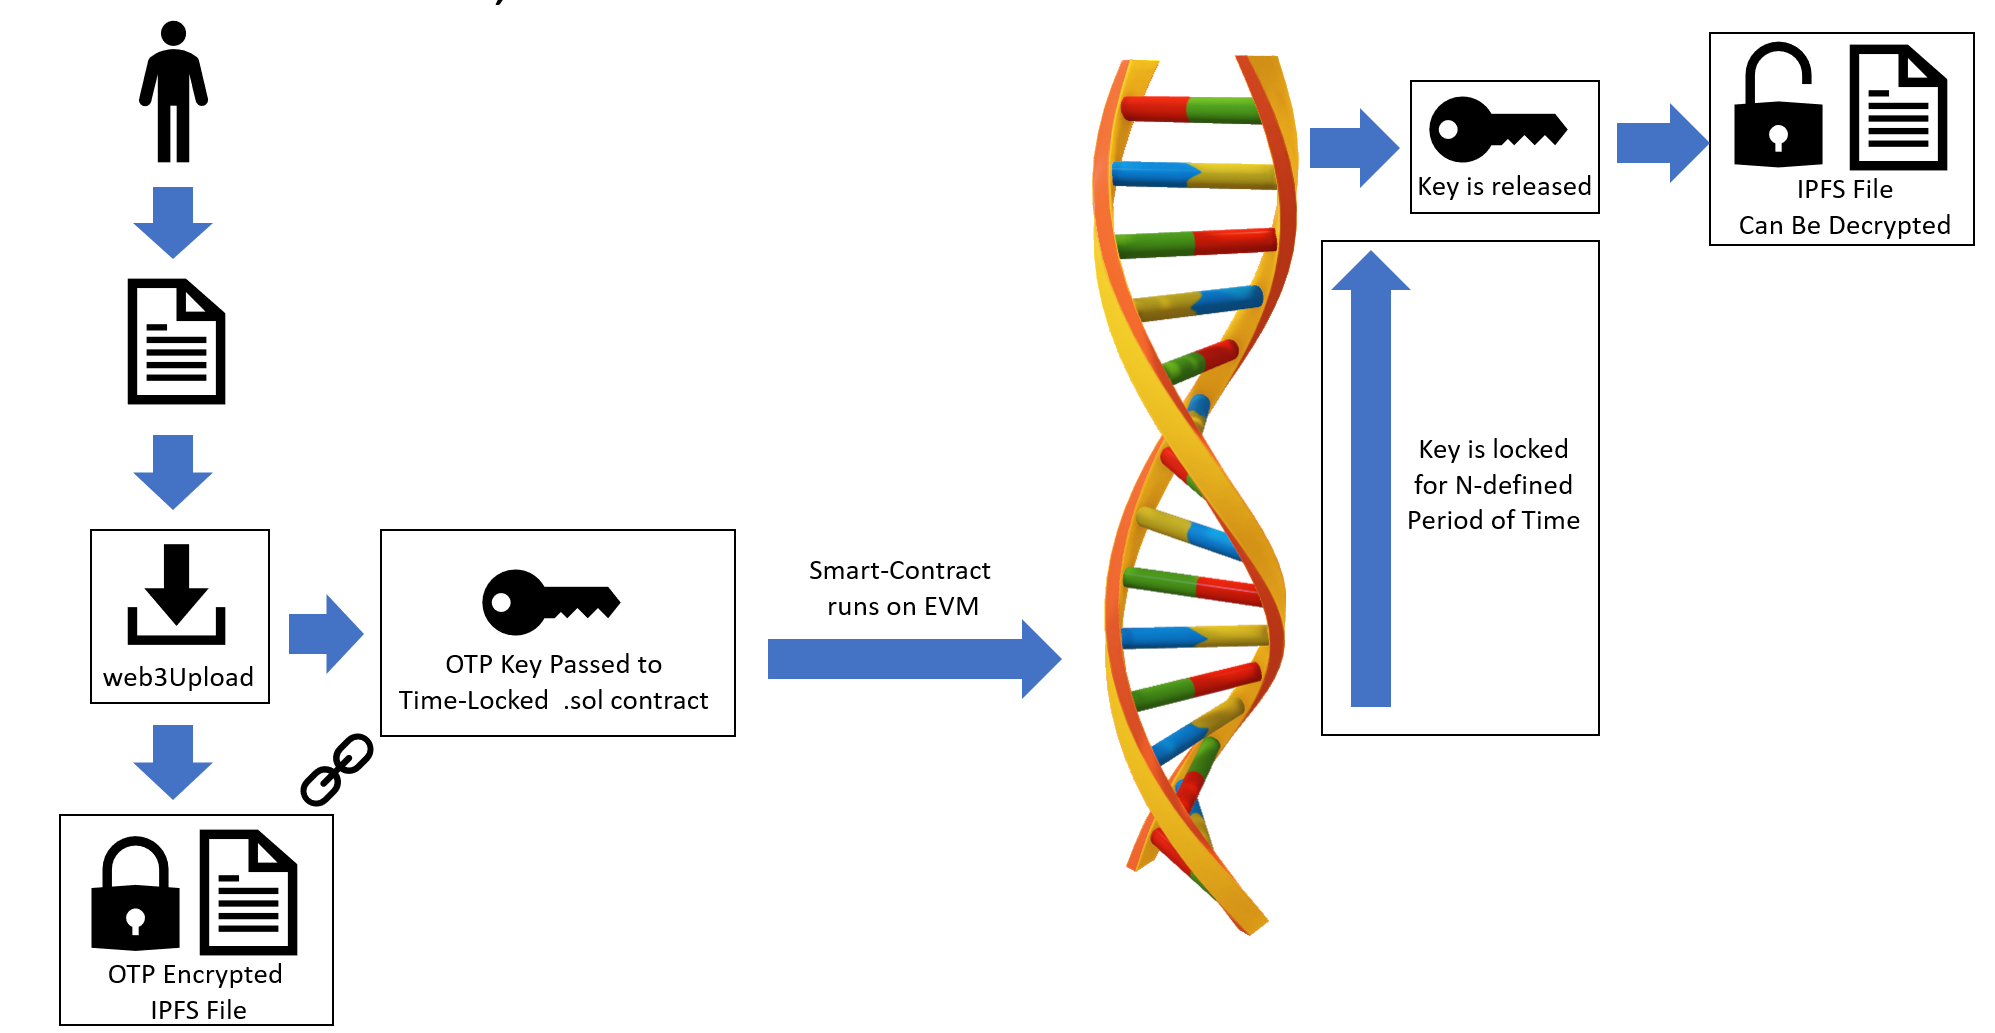 web3Upload
OTP Key Passed to
Time-Locked .sol contract
OTP Encrypted
IPFS File
Smart-Contract
runs on EVM
Key is locked
for N-defined
Period of Time
Key is released
IPFS File
Can Be Decrypted